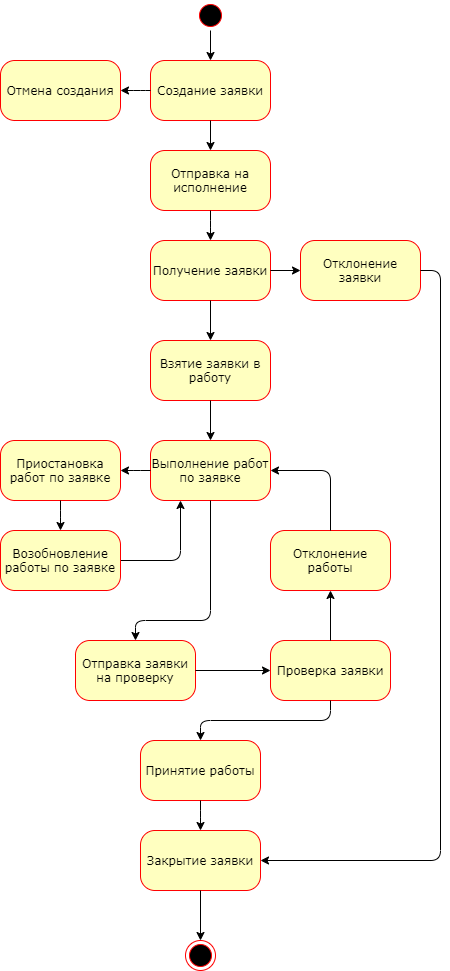 Отмена создания
Создание заявки
Отправка на
исполнение
Получение заявки
Отклонение
заявки
Взятие заявки в
работу
Приостановка
работ по заявке
Выполнение работ
по заявке
Возобновление
работы по заявке
Отклонение
работы
Отправка заявки
на проверку
Проверка заявки
Принятие работы
Закрытие заявки